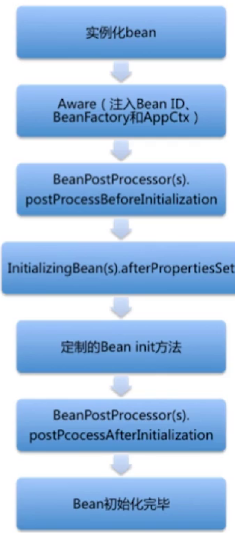 实例化bean
Aware（注入Bean ID、
BeanFactory和AppCtx）
BeanPostProcessor(s).
postProcessBeforeInitialization
InitializingBean(s).afterPropertiesSet
定制的Bean init方法
BeanPostProcessor(s).
postPcocessAfterInitialization
Bean初始化完毕